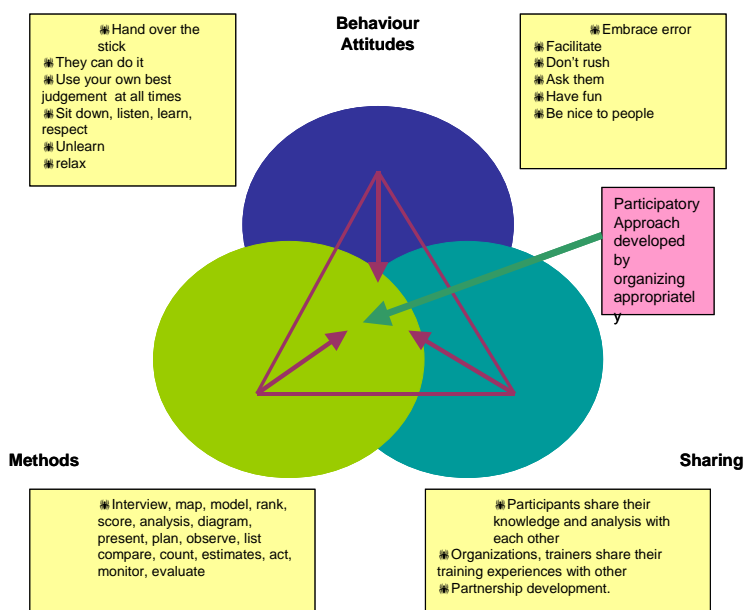 Behaviour
Attitudes
⁕Hand over the
stick
⁕They can do it
⁕Use your own best
judgement at all times
⁕Sit down, listen, learn,
respect
⁕Unlearn
⁕relax
⁕Embrace error
⁕Facilitate
⁕Don't rush
⁕Ask them
⁕Have fun
⁕Be nice to people
Participatory
Approach
developed
by
organizing
appropriatel
y
Methods
Sharing
⁕Interview, map, model, rank,
score, analysis, diagram,
present, plan, observe, list
compare, count, estimates, act,
monitor, evaluate
⁕Participants share their
knowledge and analysis with
each other
⁕Organizations, trainers share their
training experiences with other
⁕Partnership development.